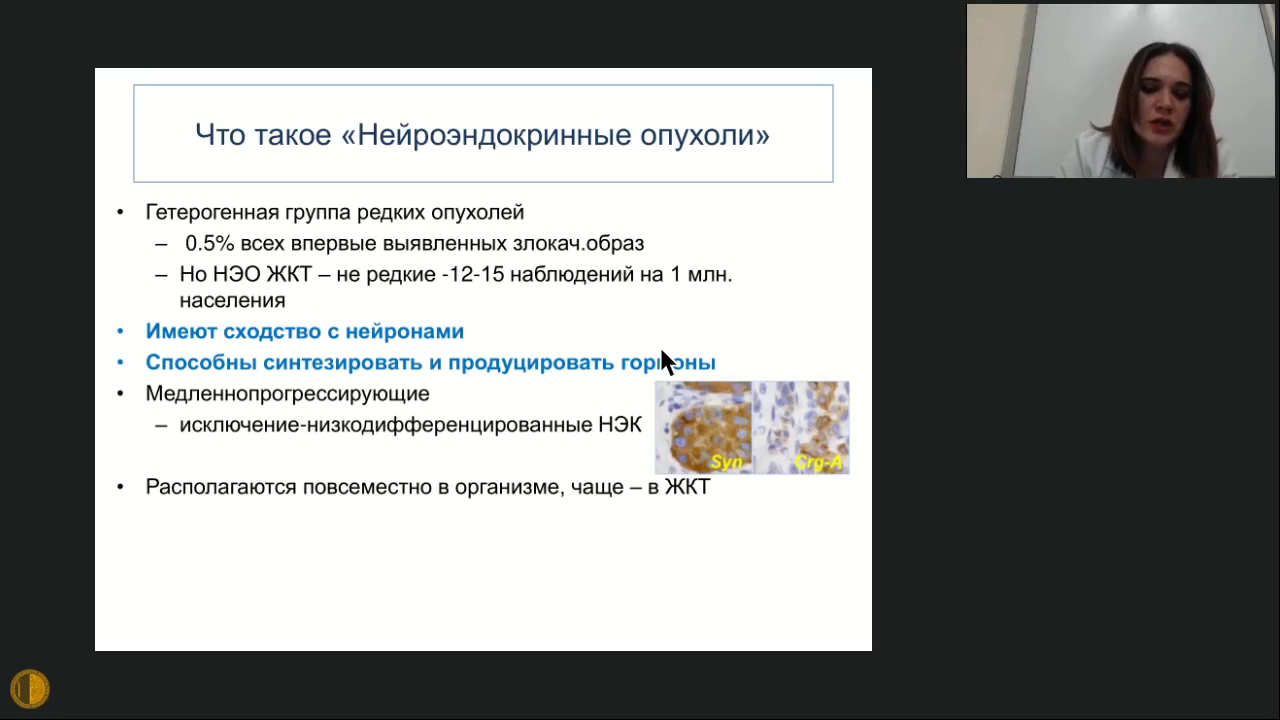 Что такое «Нейроэндокринные опухоли»
• Гетерогенная группа редких опухолей
– 0.5% всех впервые выявленных злокач.образ
– Но НЭО ЖКТ – не редкие -12-15 наблюдений на 1 млн.
населения
• Имеют сходство с нейронами
• Способны синтезировать и продуцировать гормоны
• Медленнопрогрессирующие
– исключение-низкодифференцированные НЭК
Syn
Crg-A
• Располагаются повсеместно в организме, чаще – в ЖКТ